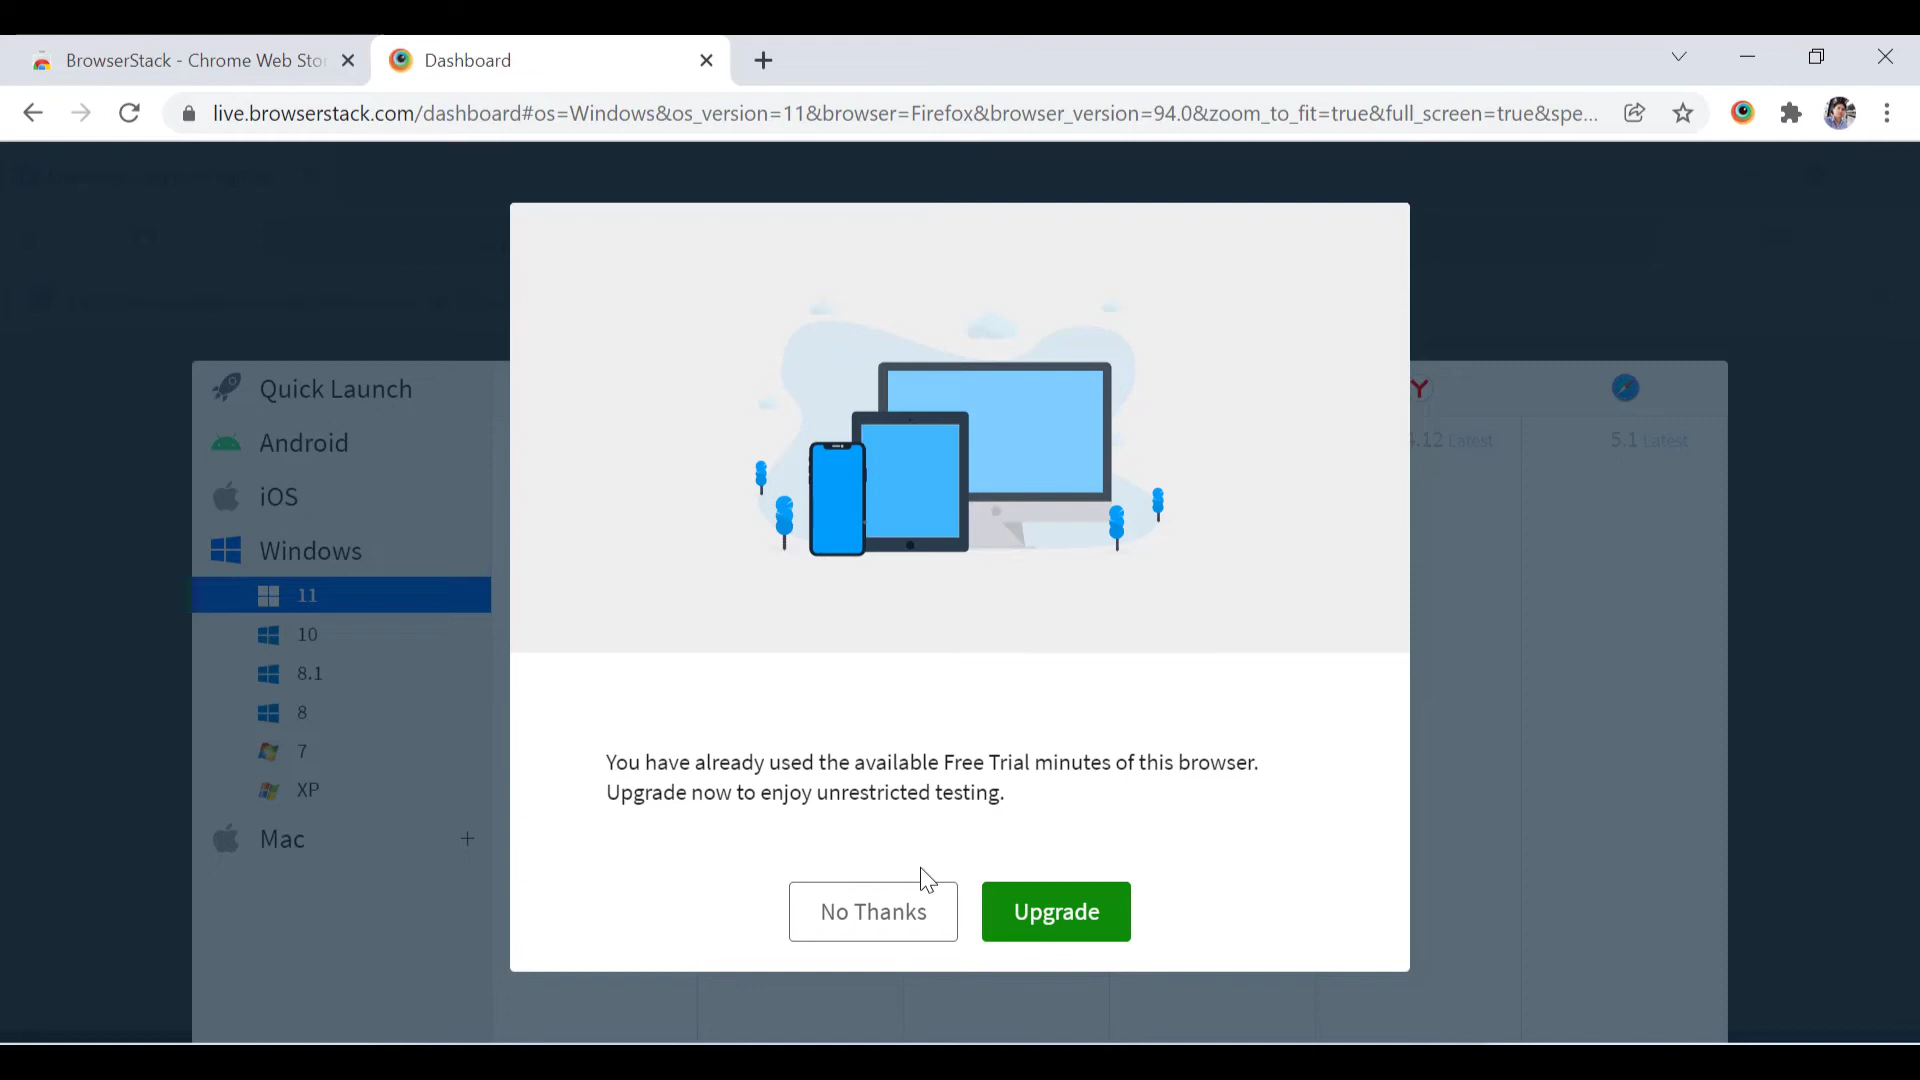 BrowserStack - Chrome Web Sto
Dashboard
live.browserstack.com/dashboard#os=Windows&os_version=11&browser=Firefox&browser_version=94.0&zoom_to_fit=true&full_screen=true&spe...
Quick Launch
Android
iOS
Windows
11
10
8.1
8
7
XP
Mac
.12 Latest
5.1 Latest
You have already used the available Free Trial minutes of this browser.
Upgrade now to enjoy unrestricted testing.
No Thanks
Upgrade